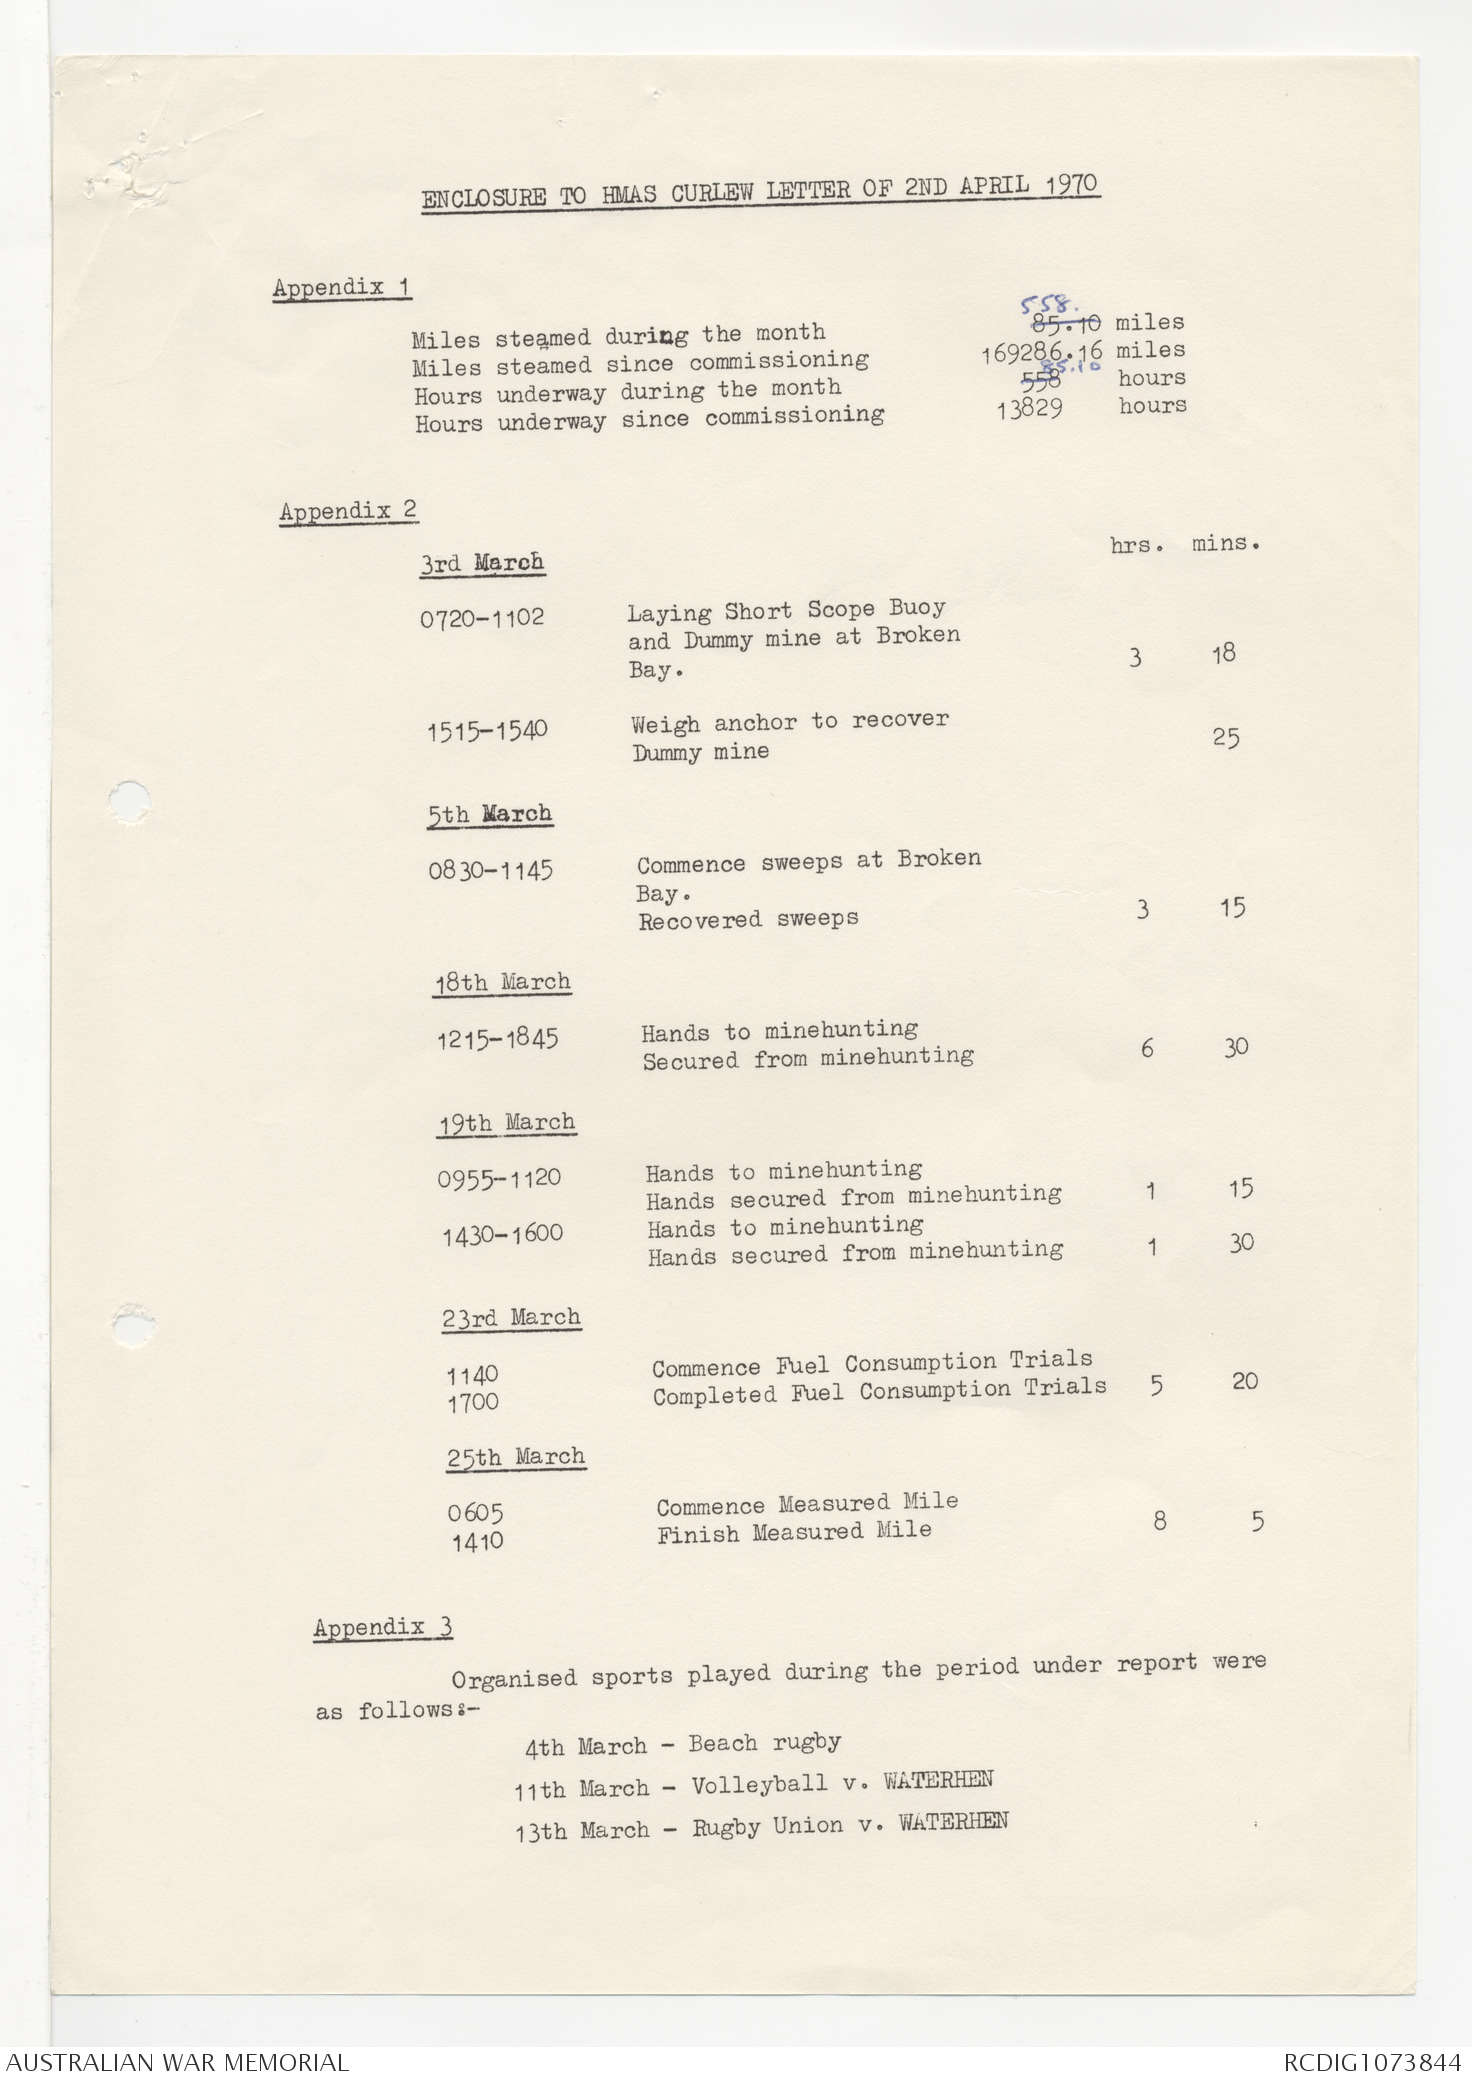 ENCLOSURE TO HMAS CURLEW LETTER OF 2ND APRIL 1970
Appendix 1
558.
Miles steamed during the month 85.10 miles
Miles steamed since commissioning 169286.16 miles
85.10
Hours underway during the month 558 hours
Hours underway since commissioning 13829 hours
Appendix 2
hrs. mins.
3rd March
0720-1102 Laying Short Scope Buoy
and Dummy mine at Broken
Bay. 3 18
1515-1540 Weigh anchor to recover
Dummy mine 25
5th March
0830-1145 Commence sweeps at Broken
Bay.
Recovered sweeps 3 15
18th March
1215-1845 Hands to minehunting
Secured from minehunting 6 30
19th March
0955-1120 Hands to minehunting
Hands secured from minehunting 1 15
1430-1600 Hands to minehunting
Hands secured from minehunting 1 30
23rd March
1140 Commence Fuel Consumption Trials
1700 Completed Fuel Consumption Trials 5 20
25th March
0605 Commence Measured Mile
1410 Finish Measured Mile 8 5
Appendix 3
Organised sports played during the period under report were
as follows:-
4th March - Beach rugby
11th March - Volleyball v. WATERHEN
13th March - Rugby Union v. WATERHEN
AUSTRALIAN WAR MEMORIAL RCDIG1073844